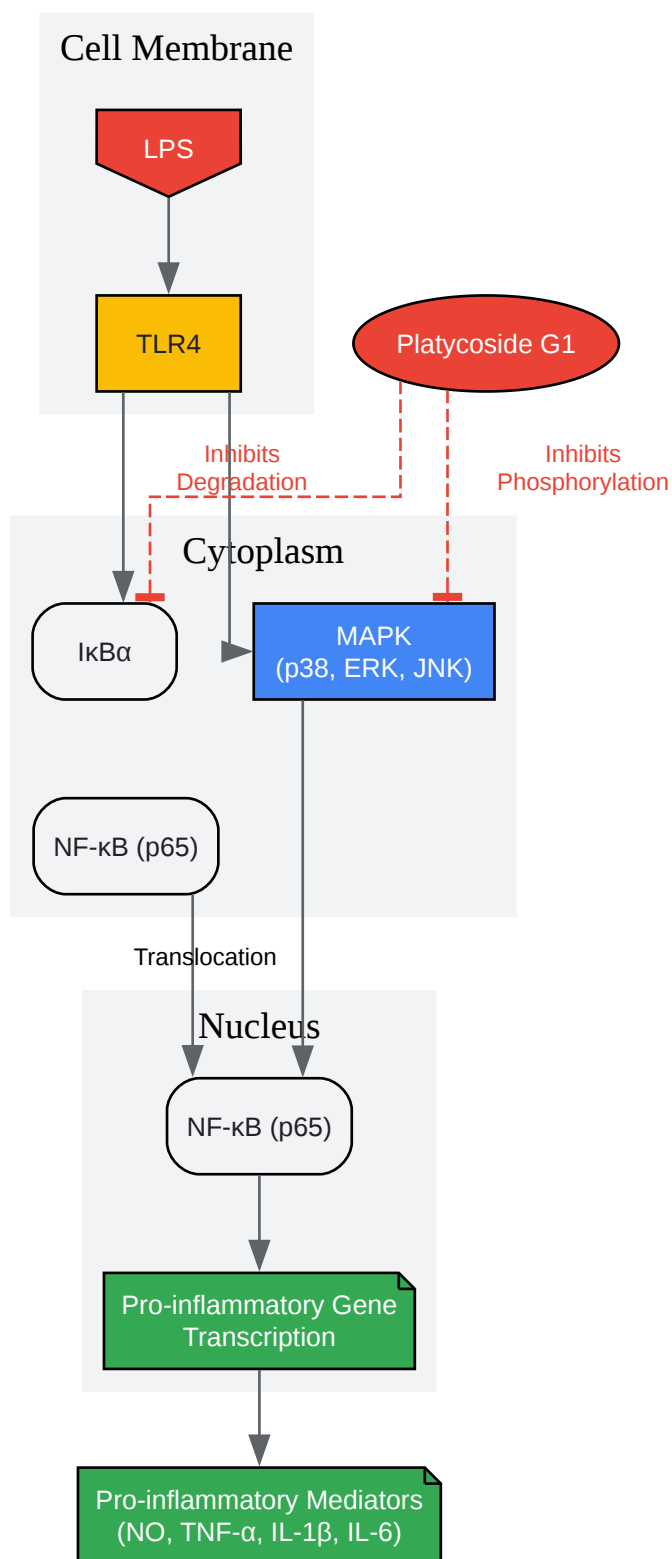 Cell Membrane
LPS
TLR4
Platycoside G1
Inhibits
Degradation
Inhibits
Phosphorylation
Cytoplasm
IκBα
MAPK
(p38, ERK, JNK)
NF-κB (p65)
Translocation
Nucleus
NF-κB (p65)
Pro-inflammatory Gene
Transcription
Pro-inflammatory Mediators
(NO, TNF-α, IL-1β, IL-6)